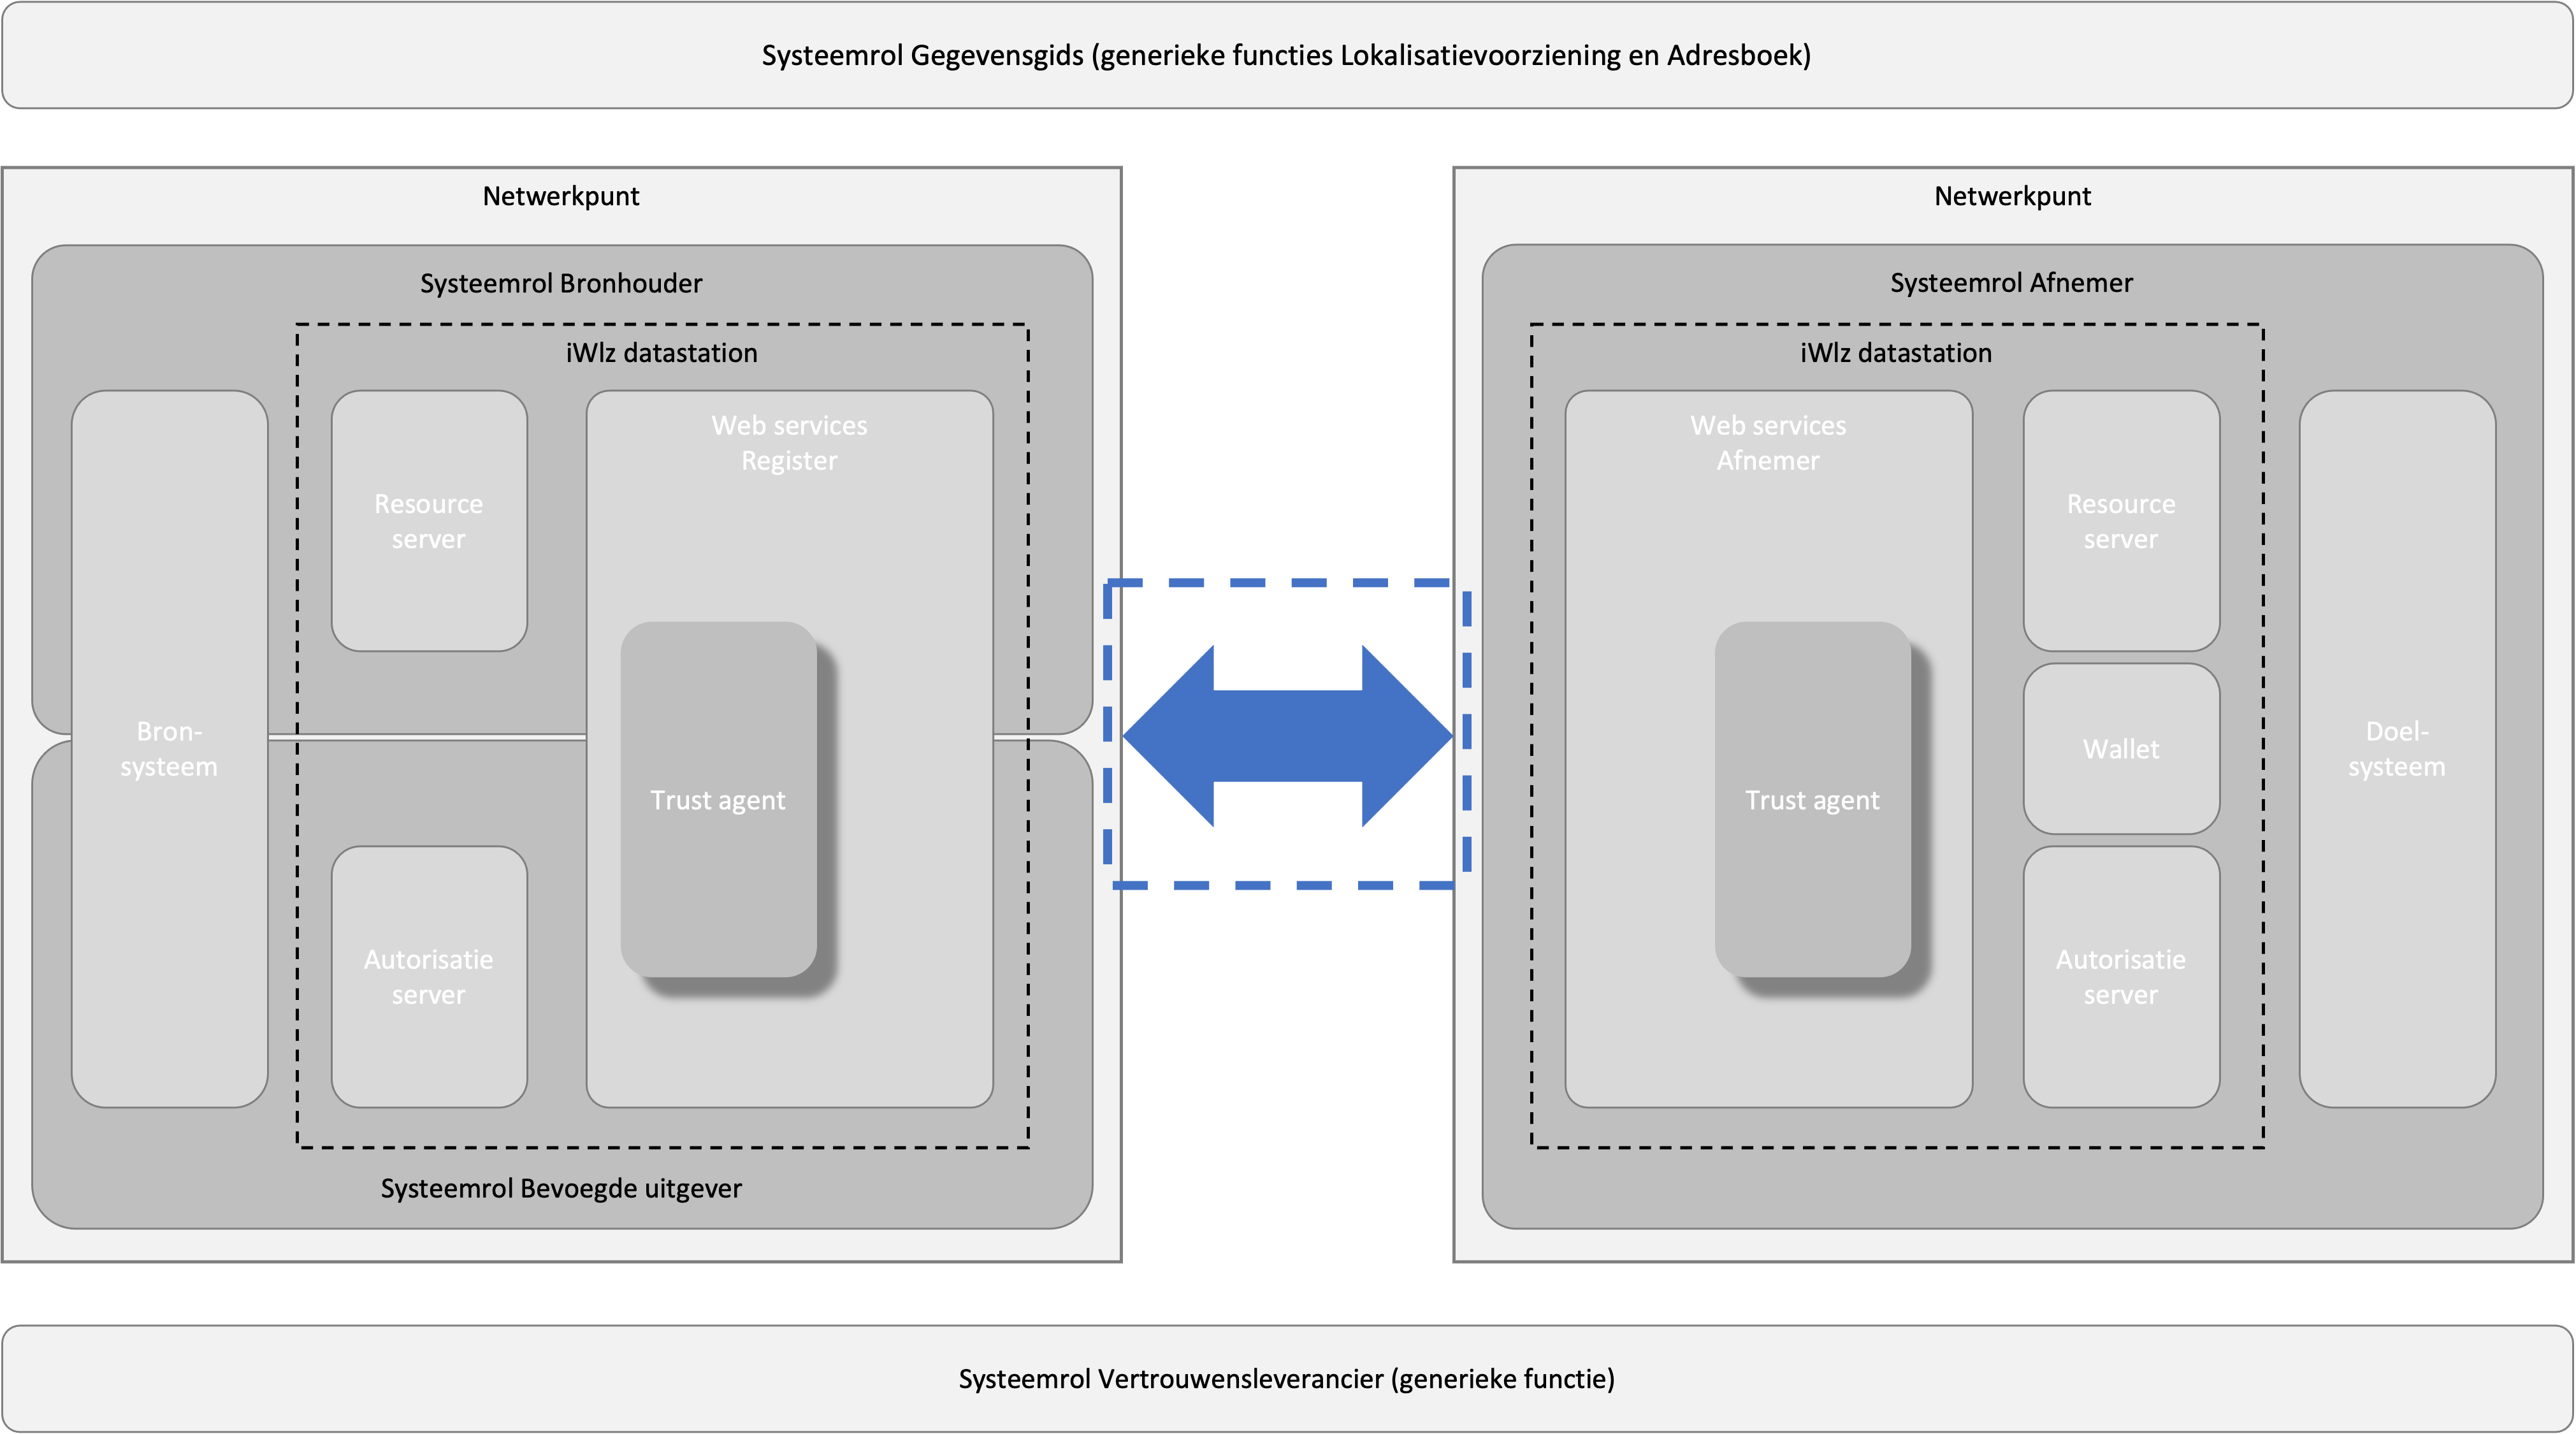 Systeemrol Gegevensgids (generieke functies Lokalisatievoorziening en Adresboek)
Netwerkpunt
Systeemrol Bronhouder
iWlz datastation
Bron-
systeem
Resource
server
Autorisatie
server
Web services
Register
Trust agent
Systeemrol Bevoegde uitgever
Netwerkpunt
Systeemrol Afnemer
iWlz datastation
Web services
Afnemer
Trust agent
Resource
server
Wallet
Autorisatie
server
Doel-
systeem
Systeemrol Vertrouwensleverancier (generieke functie)